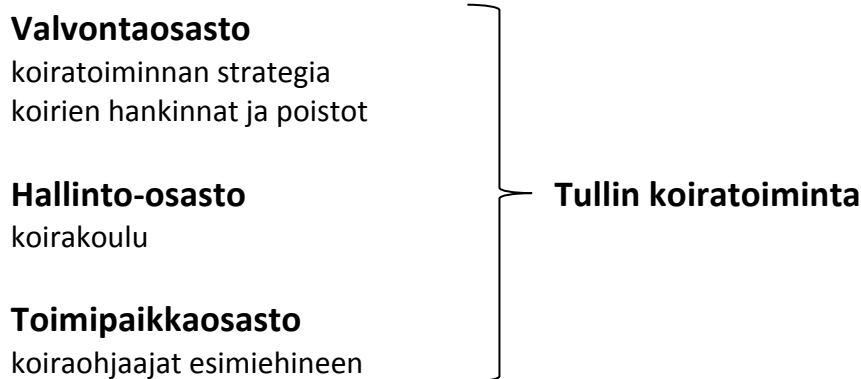 Valvontaosasto
koiratoiminnan strategia
koirien hankinnat ja poistot
Hallinto-osasto
koirakoulu
Tullin koiratoiminta
Toimipaikkaosasto
koiraohjaajat esimiehineen